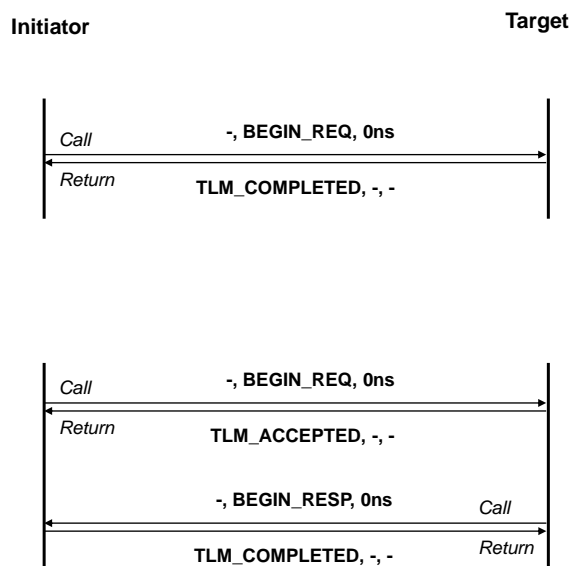 Initiator Target
Call -, BEGIN_REQ, 0ns
Return TLM_COMPLETED, -, -
Call -, BEGIN_REQ, 0ns
Return TLM_ACCEPTED, -, -
-, BEGIN_RESP, 0ns Call
TLM_COMPLETED, -, - Return